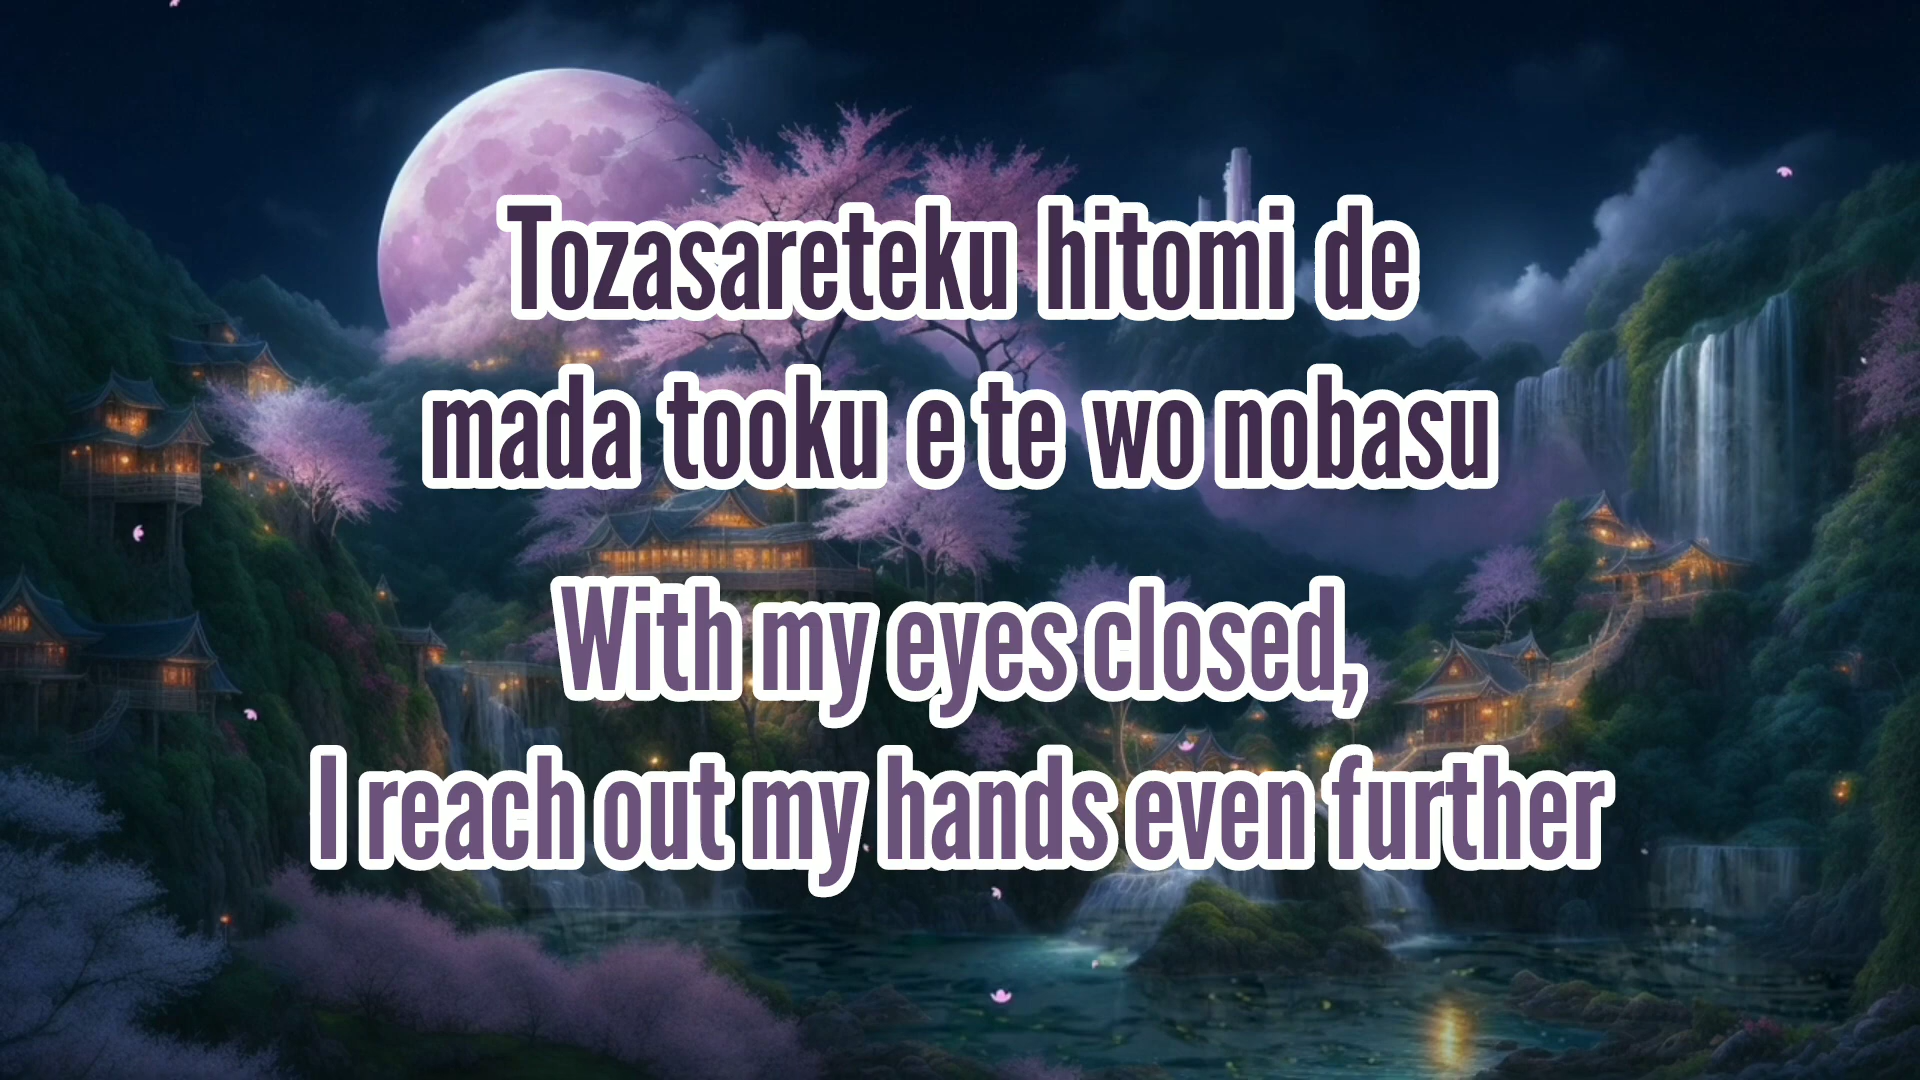 Tozasareteku hitomi de
mada tooku e te wo nobasu
With my eyes closed,
I reach out my hands even further